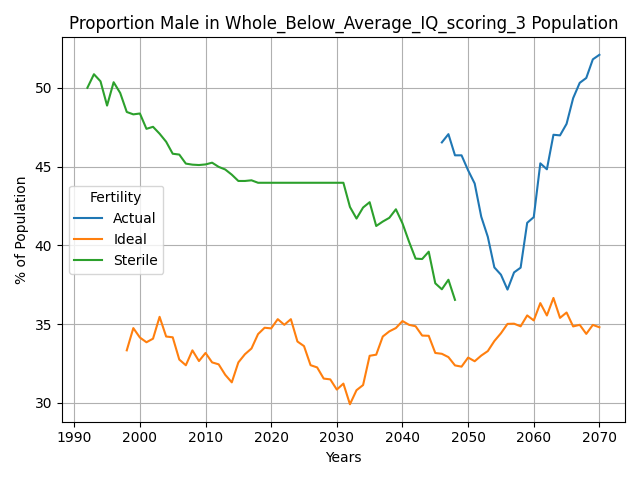 Proportion Male in Whole_Below_Average_IQ_scoring_3 Population
% of Population
50
45
40
35
30
Fertility
Actual
Ideal
Sterile
1990
2000
2010
2020
2030
2040
2050
2060
2070
Years